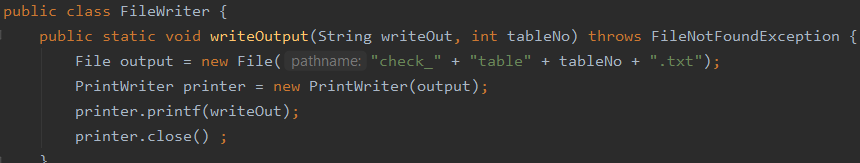 public class FileWriter {
public static void writeOutput(String writeOut, int tableNo) throws FileNotFoundException {
File output = new File( pathname: "check_" + "table" + tableNo + ".txt");
PrintWriter printer = new PrintWriter(output);
printer.printf(writeOut);
printer.close() ;
}